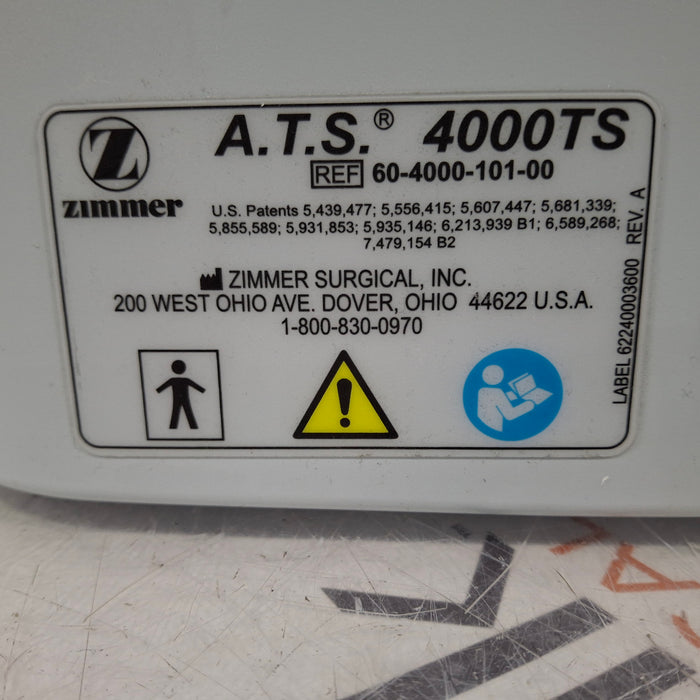 Z
zimmer
A.T.S.® 4000TS
REF 60-4000-101-00
U.S. Patents 5,439,477; 5,556,415; 5,607,447; 5,681,339;
5,855,589; 5,931,853; 5,935,146; 6,213,939 B1; 6,589,268;
7,479,154 B2
ZIMMER SURGICAL, INC.
200 WEST OHIO AVE. DOVER, OHIO 44622 U.S.A.
1-800-830-0970
LABEL 62240003600 REV. A